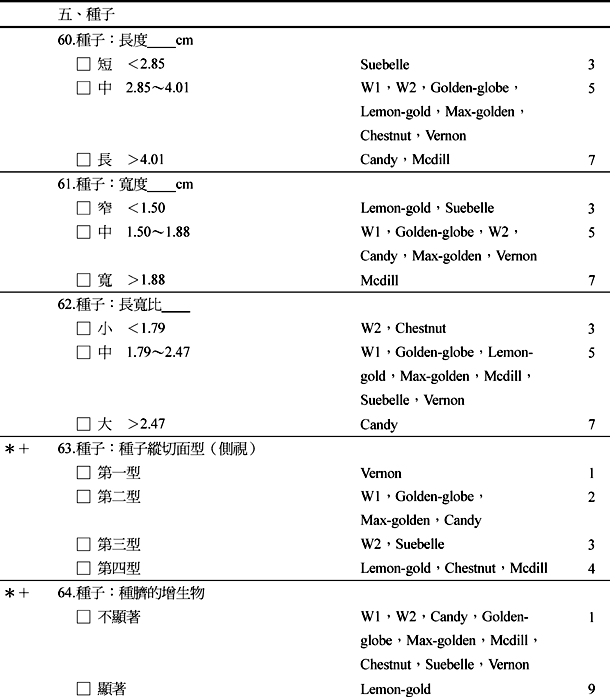 五、種子
60.種子：長度____cm
□ 短 ＜2.85 Suebelle 3
□ 中 2.85～4.01 W1，W2，Golden-globe， 5
Lemon-gold，Max-golden，
Chestnut，Vernon
□ 長 ＞4.01 Candy，Mcdill 7
61.種子：寬度____cm
□ 窄 ＜1.50 Lemon-gold，Suebelle 3
□ 中 1.50～1.88 W1，Golden-globe，W2， 5
Candy，Max-golden，Vernon
□ 寬 ＞1.88 Mcdill 7
62.種子：長寬比____
□ 小 ＜1.79 W2，Chestnut 3
□ 中 1.79～2.47 W1，Golden-globe，Lemon- 5
gold，Max-golden，Mcdill，
Suebelle，Vernon
□ 大 ＞2.47 Candy 7
＊＋ 63.種子：種子縱切面型（側視）
□ 第一型 Vernon 1
□ 第二型 W1，Golden-globe， 2
Max-golden，Candy
□ 第三型 W2，Suebelle 3
□ 第四型 Lemon-gold，Chestnut，Mcdill 4
＊＋ 64.種子：種臍的增生物
□ 不顯著 W1，W2，Candy，Golden- 1
globe，Max-golden，Mcdill，
Chestnut，Suebelle，Vernon
□ 顯著 Lemon-gold 9